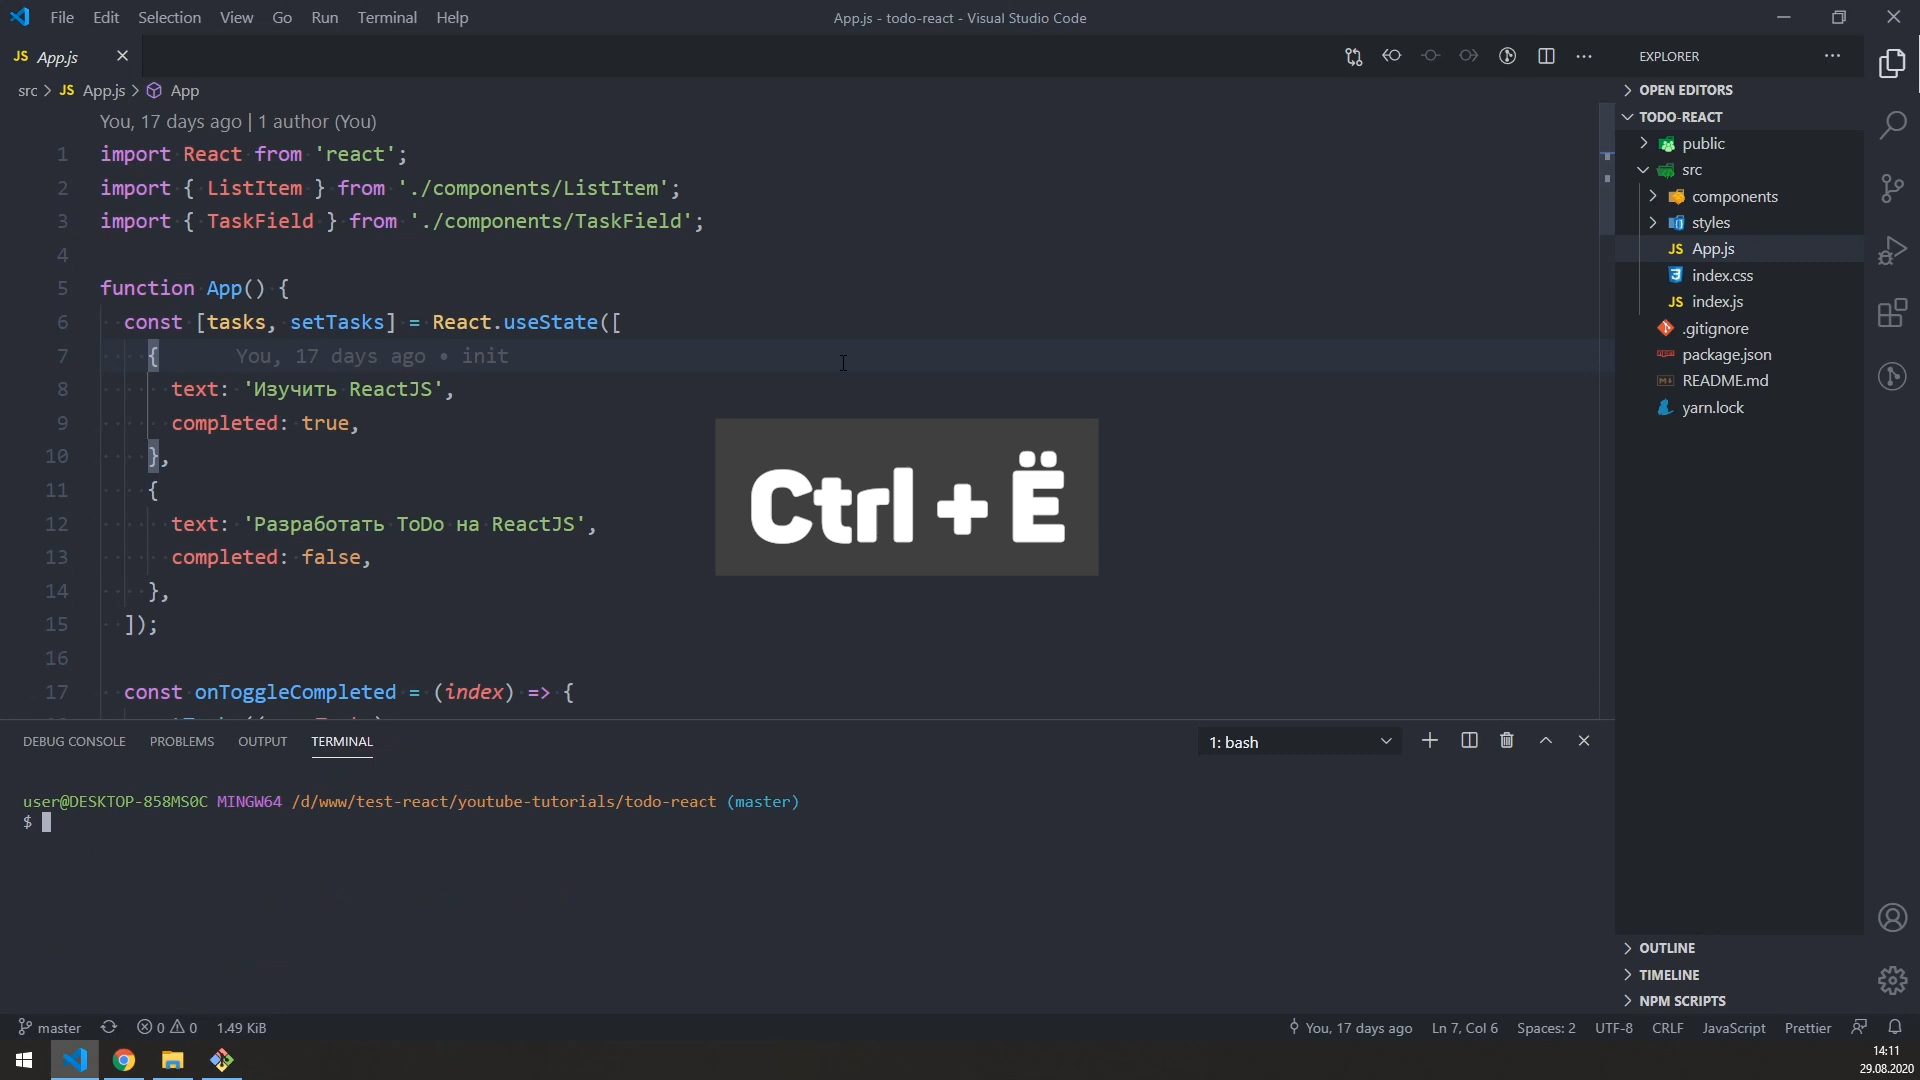 File Edit Selection View Go Run Terminal Help
App.js - todo-react - Visual Studio Code
JS App.js
src > JS App.js > App
You, 17 days ago | 1 author (You)
1 import React from 'react';
2 import { ListItem } from './components/ListItem';
3 import { TaskField } from './components/TaskField';
4
5 function App() {
6 const [tasks, setTasks] = React.useState([
7 { You, 17 days ago • init
8 text: 'Изучить ReactJS',
9 completed: true,
10 },
11 {
12 text: 'Разработать ToDo на ReactJS',
13 completed: false,
14 },
15 ]);
16
17 const onToggleCompleted = (index) => {
Ctrl + Ё
EXPLORER
OPEN EDITORS
TODO-REACT
public
src
components
styles
JS App.js
index.css
JS index.js
.gitignore
package.json
README.md
yarn.lock
OUTLINE
TIMELINE
NPM SCRIPTS
DEBUG CONSOLE PROBLEMS OUTPUT TERMINAL
1: bash
user@DESKTOP-858MS0C MINGW64 /d/www/test-react/youtube-tutorials/todo-react (master)
$
master 0 0 1.49 KiB
You, 17 days ago Ln 7, Col 6 Spaces: 2 UTF-8 CRLF JavaScript Prettier
14:11
29.08.2020